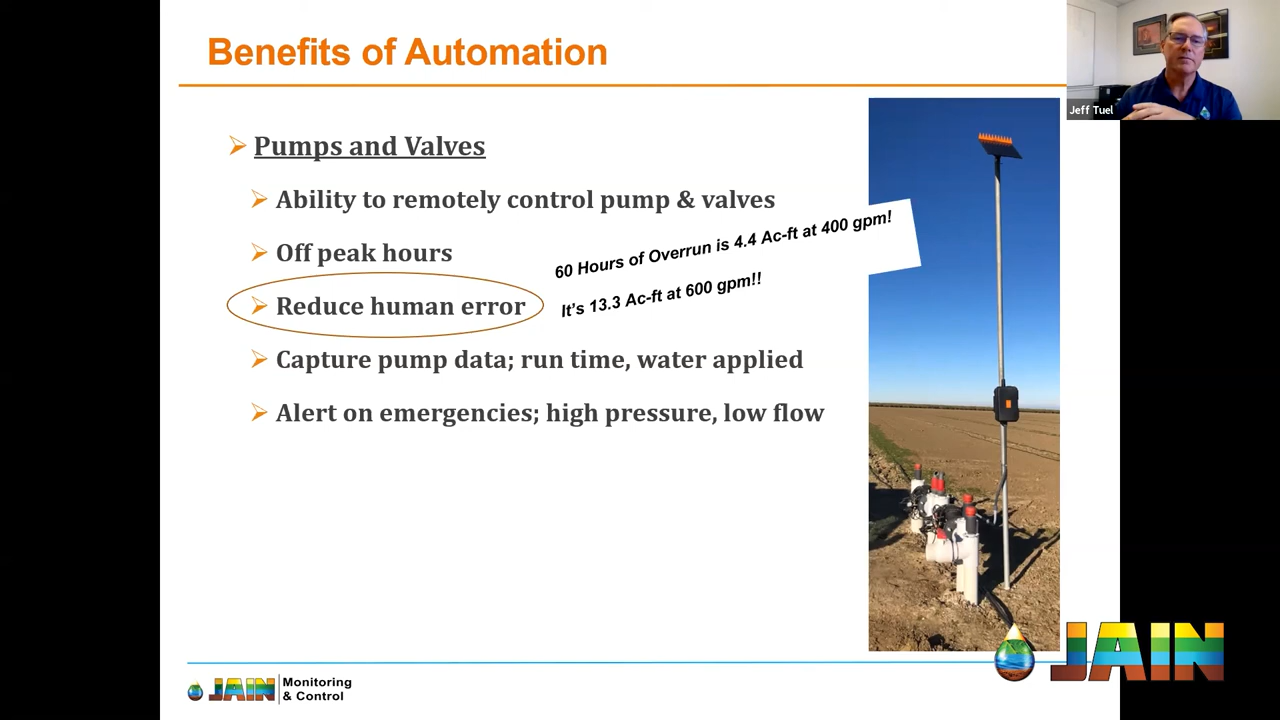 Benefits of Automation
Jeff Tuel
Pumps and Valves
Ability to remotely control pump & valves
Off peak hours
60 Hours of Overrun is 4.4 Ac-ft at 400 gpm!
Reduce human error
It's 13.3 Ac-ft at 600 gpm!!
Capture pump data; run time, water applied
Alert on emergencies; high pressure, low flow
JAIN
JAIN
Monitoring
& Control